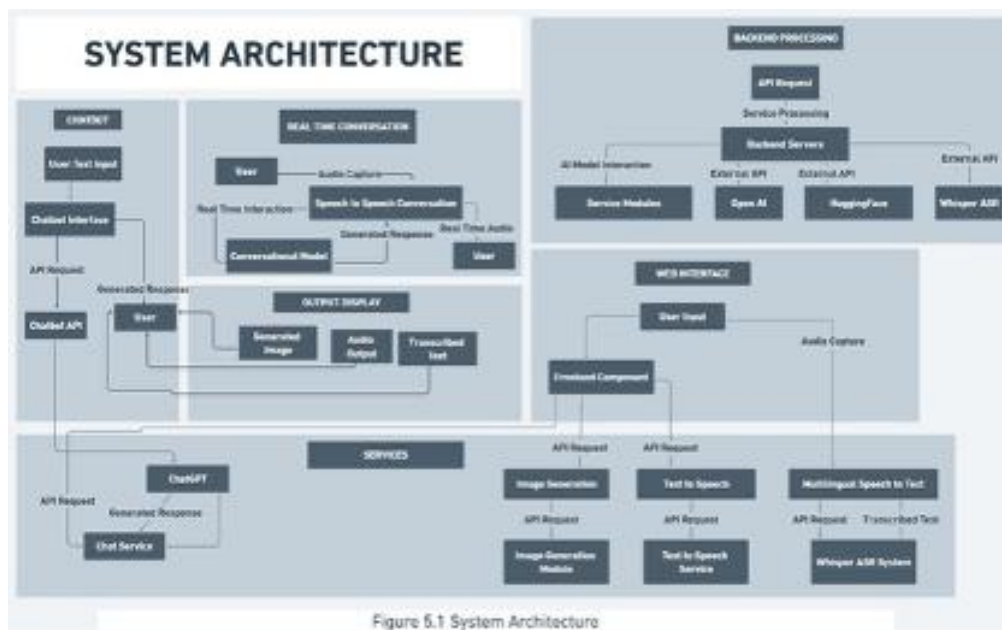 SYSTEM ARCHITECTURE
BACKEND PROCESSING
API Request
Service Processing
Backend Servers
AI Model Interaction
External API
External API
External API
Service Modules
Open AI
HuggingFace
Whisper ASR
CHATBOT
User Text Input
Chatbot Interface
API Request
Generated Response
Chatbot API
User
REAL TIME CONVERSATION
User
Audio Capture
Real Time Interaction
Speech to Speech Conversation
Generated Response
Real Time Audio
Conversational Model
User
OUTPUT DISPLAY
Generated
Image
Audio
Output
Transcribed
Text
WEB INTERFACE
User Input
Audio Capture
Frontend Component
SERVICES
API Request
API Request
ChatGPT
Image Generation
Text to Speech
Multilingual Speech to Text
API Request
Generated Response
API Request
API Request
API Request
Transcribed Text
Chat Service
Image Generation
Module
Text to Speech
Service
Whisper ASR System
Figure 5.1 System Architecture